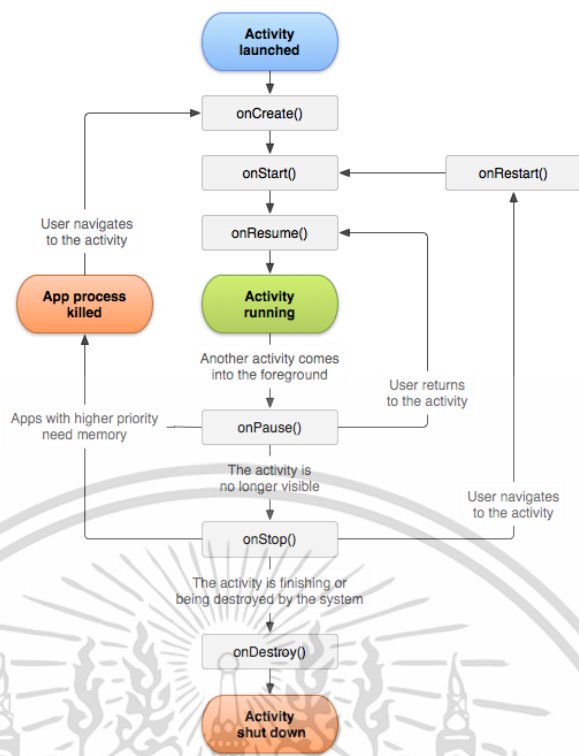 Activity
launched
onCreate()
onStart()
onRestart()
User navigates
to the activity
onResume()
App process
killed
Activity
running
Another activity comes
into the foreground
User returns
to the activity
Apps with higher priority
need memory
onPause()
The activity is
no longer visible
User navigates
to the activity
onStop()
The activity is finishing or
being destroyed by the system
onDestroy()
Activity
shut down